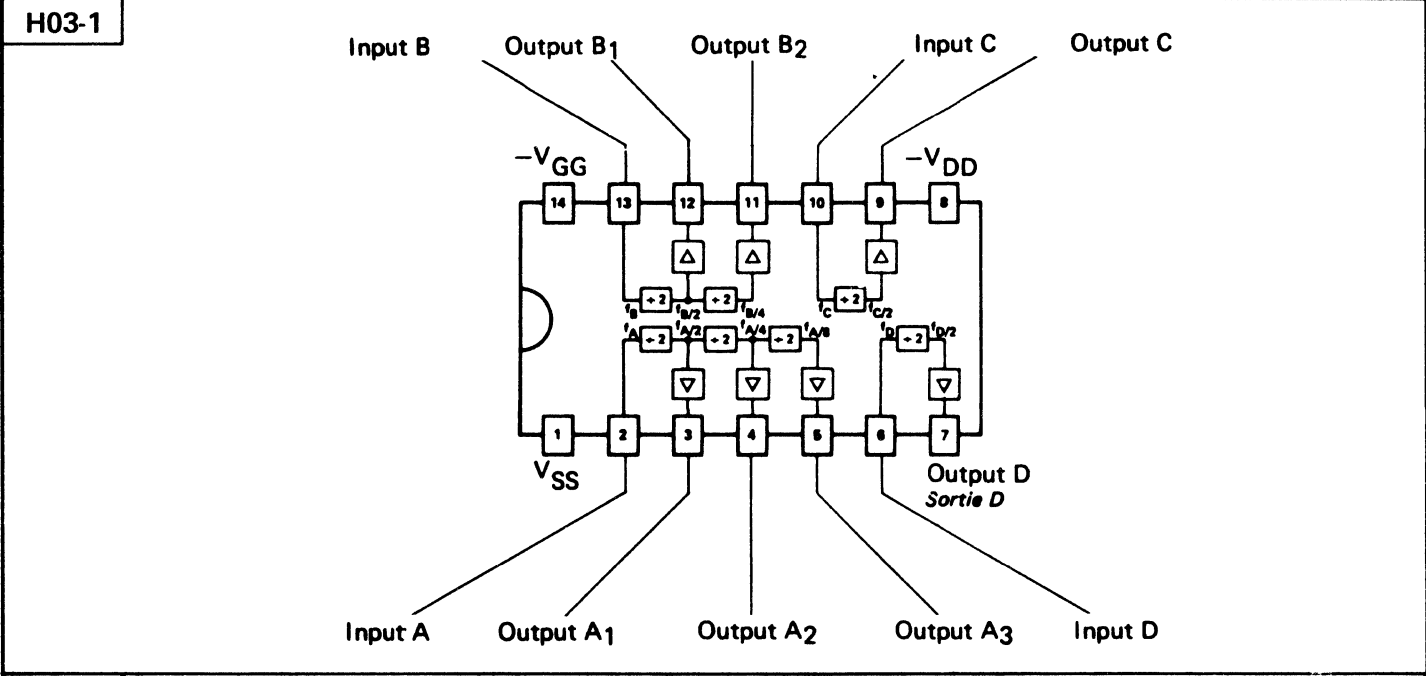 H03-1
Input B Output B1 Output B2 Input C Output C
–VGG –VDD
14 13 12 11 10 9 8
÷ 2 ÷ 2 ÷ 2
fB fB/2 fB/4 fC fC/2
fA fA/2 fA/4 fA/8 fD fD/2
÷ 2 ÷ 2 ÷ 2 ÷ 2
1 2 3 4 5 6 7
VSS Output D
Sortie D
Input A Output A1 Output A2 Output A3 Input D